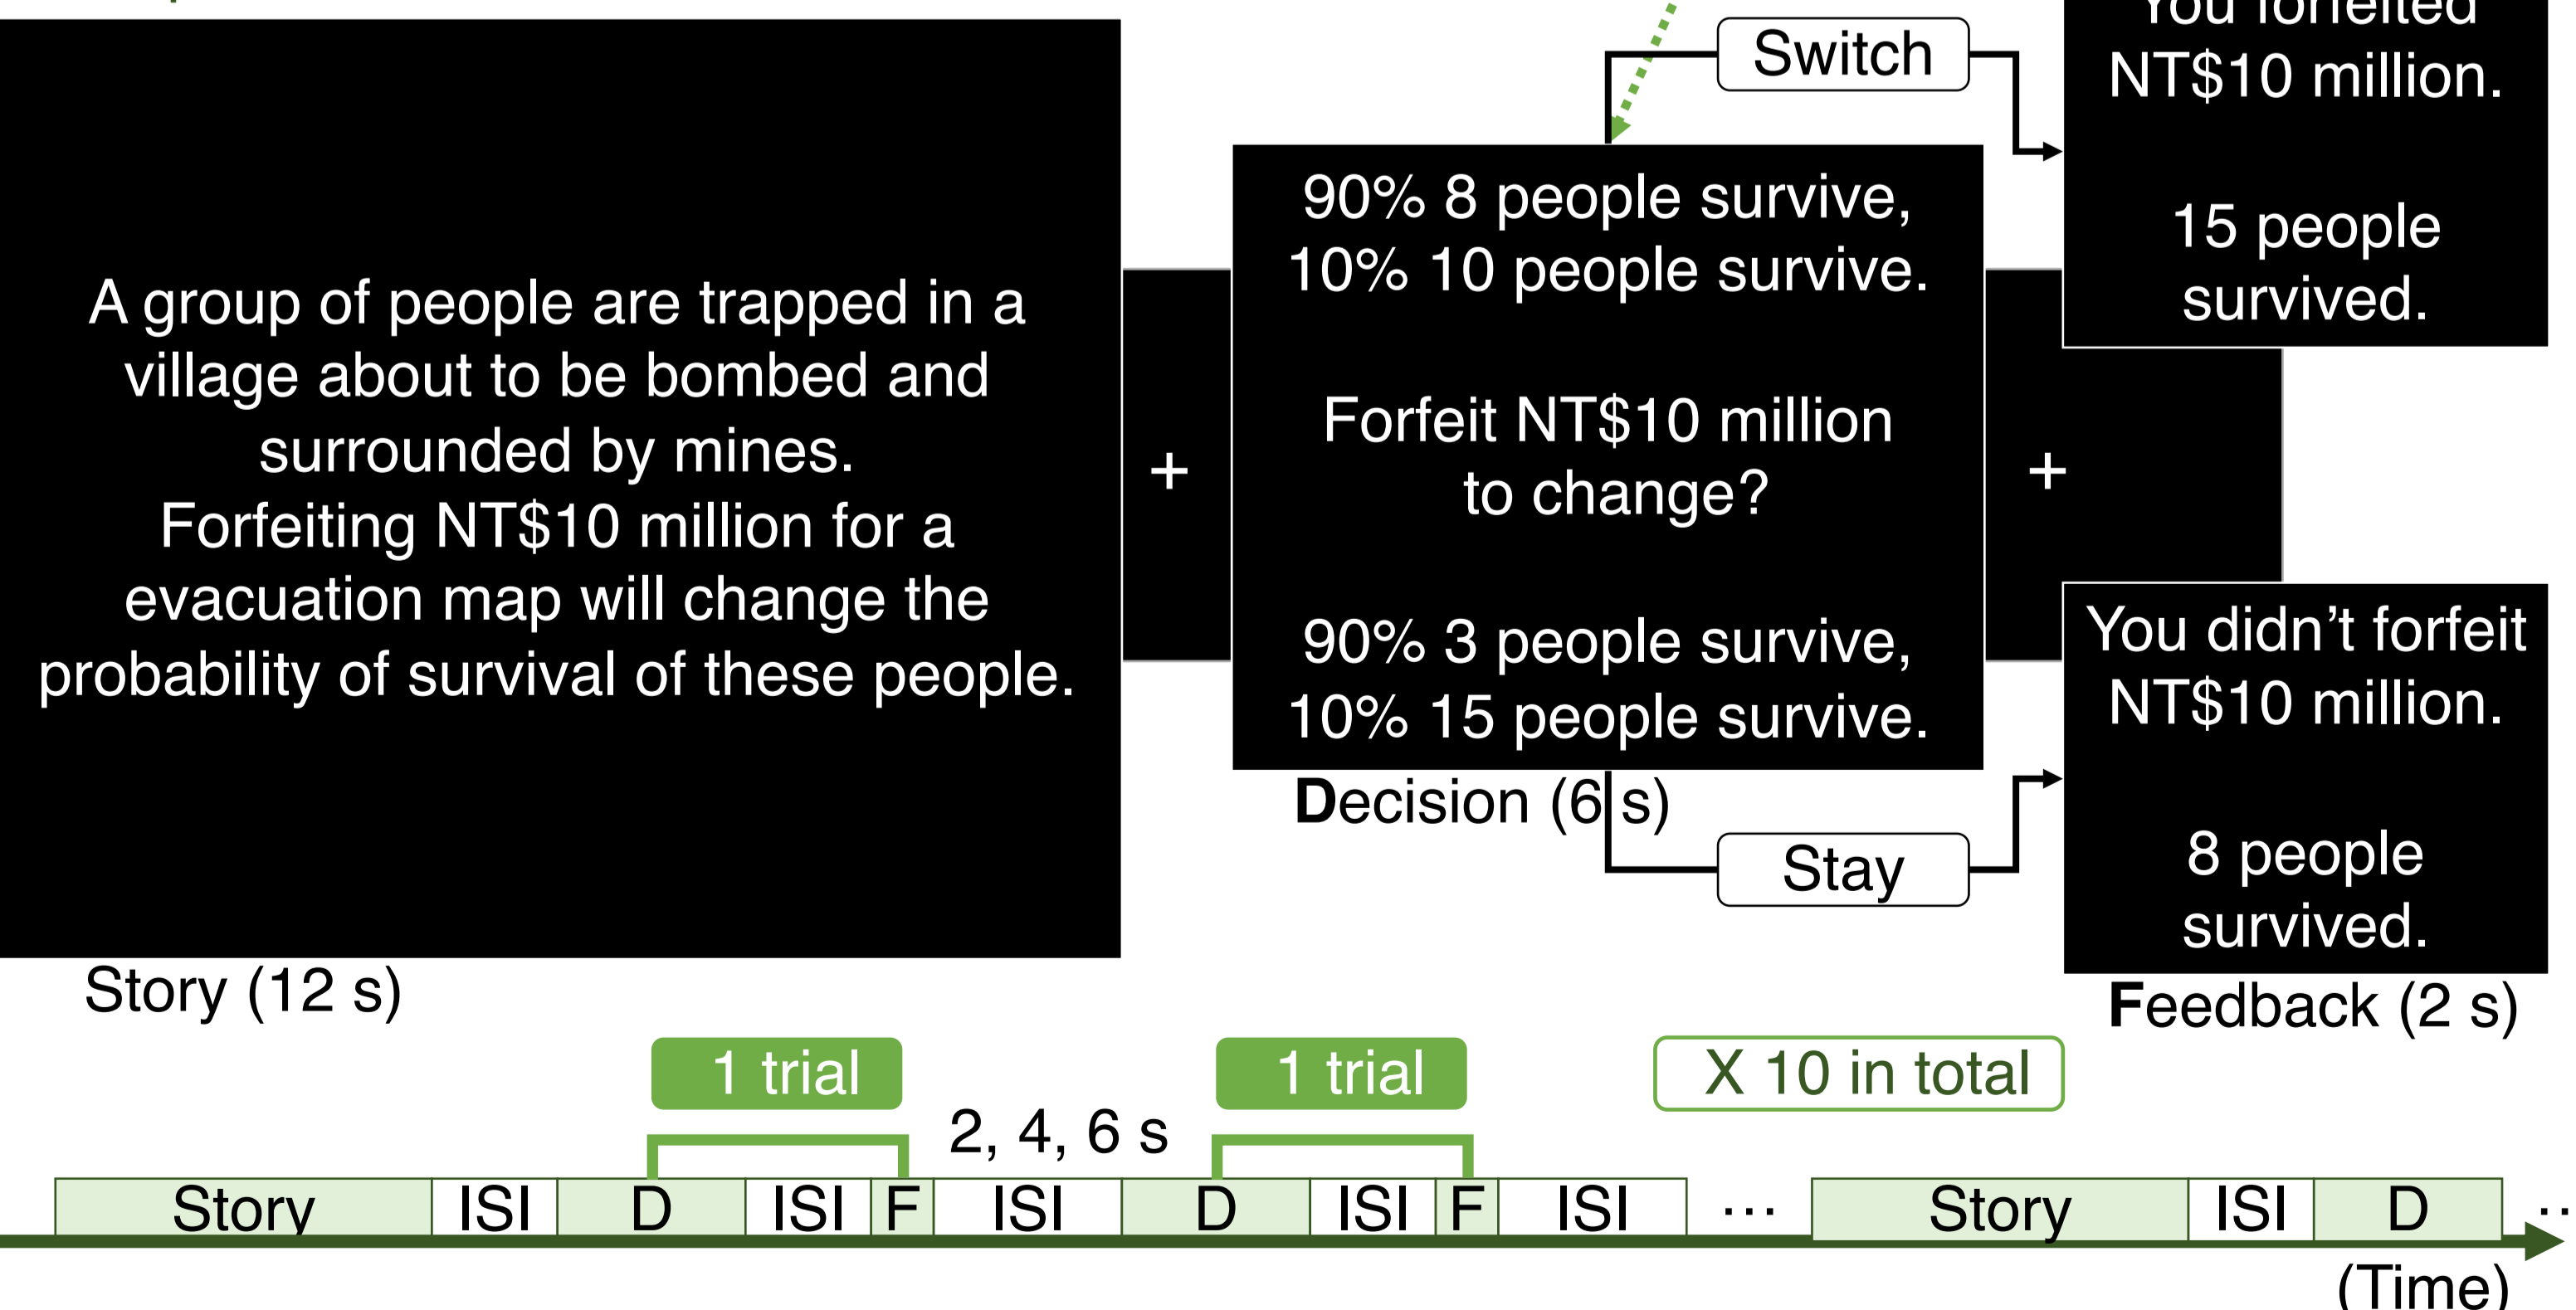 A group of people are trapped in a
village about to be bombed and
surrounded by mines.
Forfeiting NT$10 million for a
evacuation map will change the
probability of survival of these people.
Story (12 s)
+
Switch
90% 8 people survive,
10% 10 people survive.
Forfeit NT$10 million
to change?
90% 3 people survive,
10% 15 people survive.
Decision (6 s)
Stay
+
You forfeited
NT$10 million.
15 people
survived.
You didn’t forfeit
NT$10 million.
8 people
survived.
Feedback (2 s)
1 trial
2, 4, 6 s
1 trial
X 10 in total
Story ISI D ISI F ISI D ISI F ISI ... Story ISI D ..
(Time)